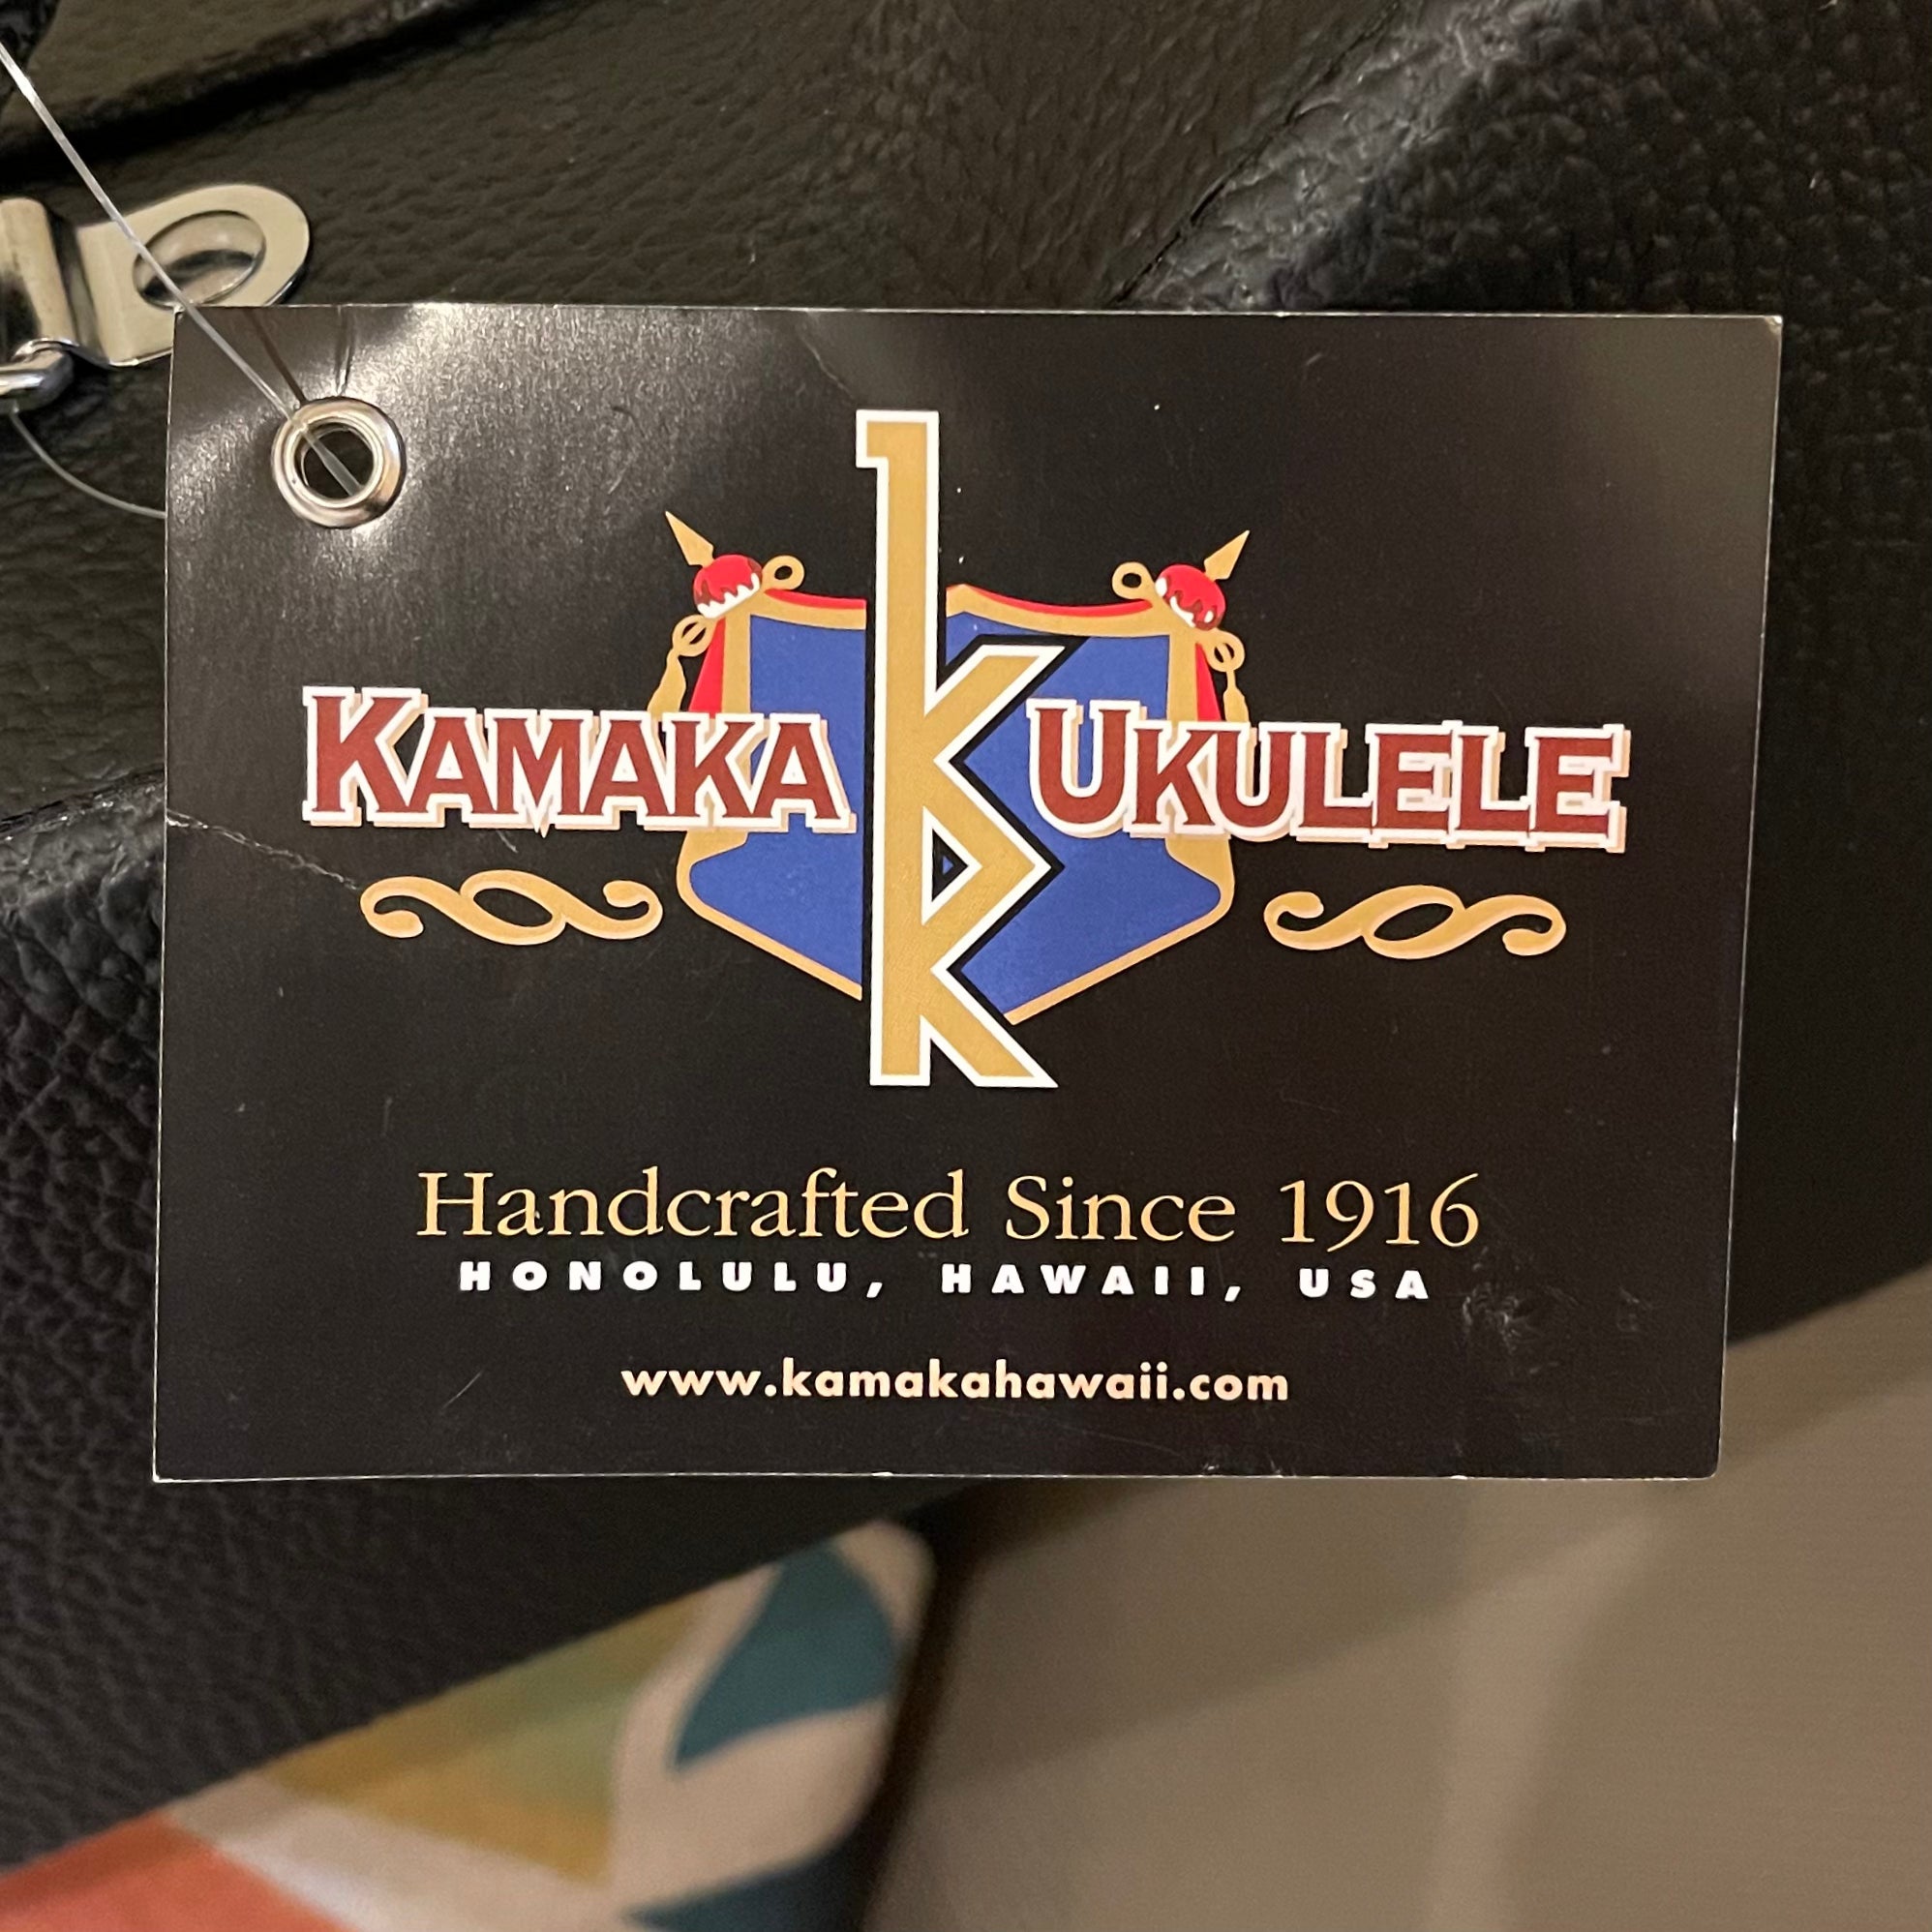 KAMAKA UKULELE
Handcrafted Since 1916
HONOLULU, HAWAII, USA
www.kamakahawaii.com